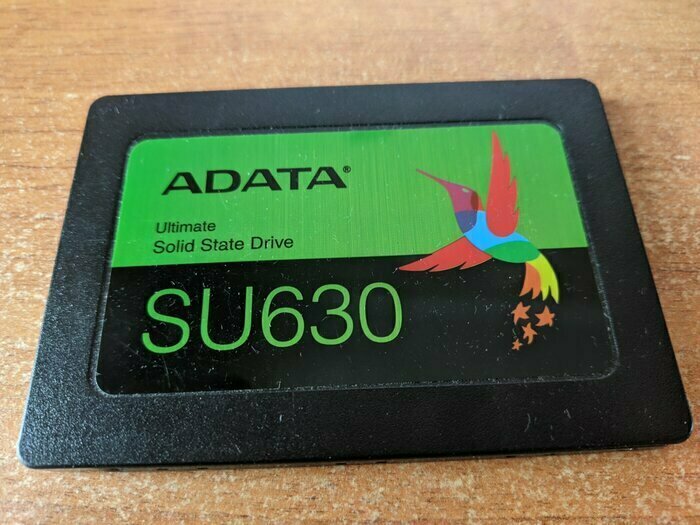 ADATA®
Ultimate
Solid State Drive
SU630